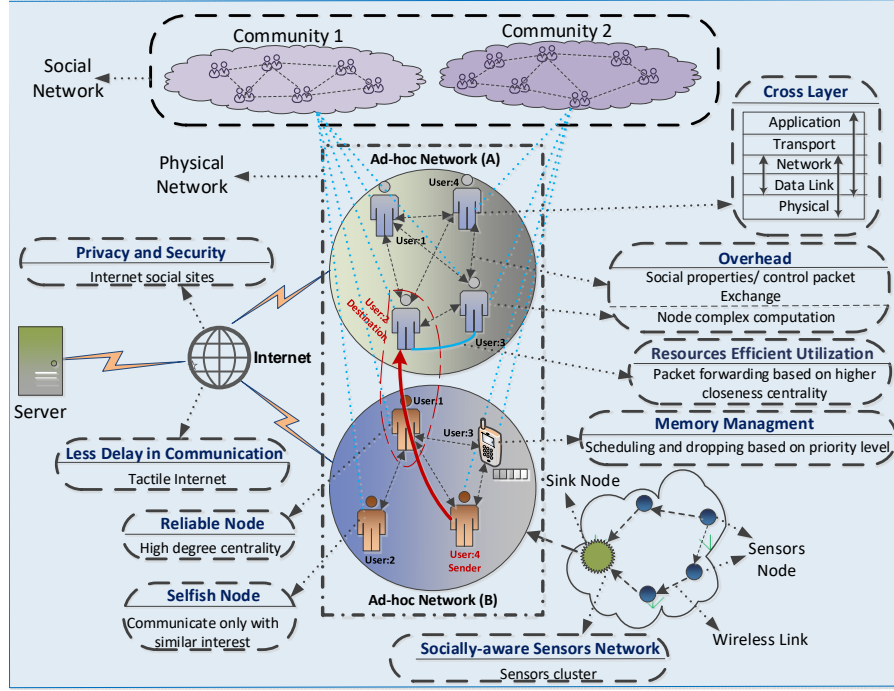 Community 1
Community 2
Social
Network
Cross Layer
Application
Transport
Network
Data Link
Physical
Physical
Network
Ad-hoc Network (A)
User:4
User:1
User:2
Destination
User:3
Privacy and Security
Internet social sites
Overhead
Social properties/ control packet
Exchange
Node complex computation
Server
Internet
Resources Efficient Utilization
Packet forwarding based on higher
closeness centrality
Less Delay in Communication
Tactile Internet
User:1
User:3
User:2
User:4
Sender
Ad-hoc Network (B)
Memory Managment
Scheduling and dropping based on priority level
Reliable Node
High degree centrality
Selfish Node
Communicate only with
similar interest
Sink Node
Sensors
Node
Wireless Link
Socially-aware Sensors Network
Sensors cluster